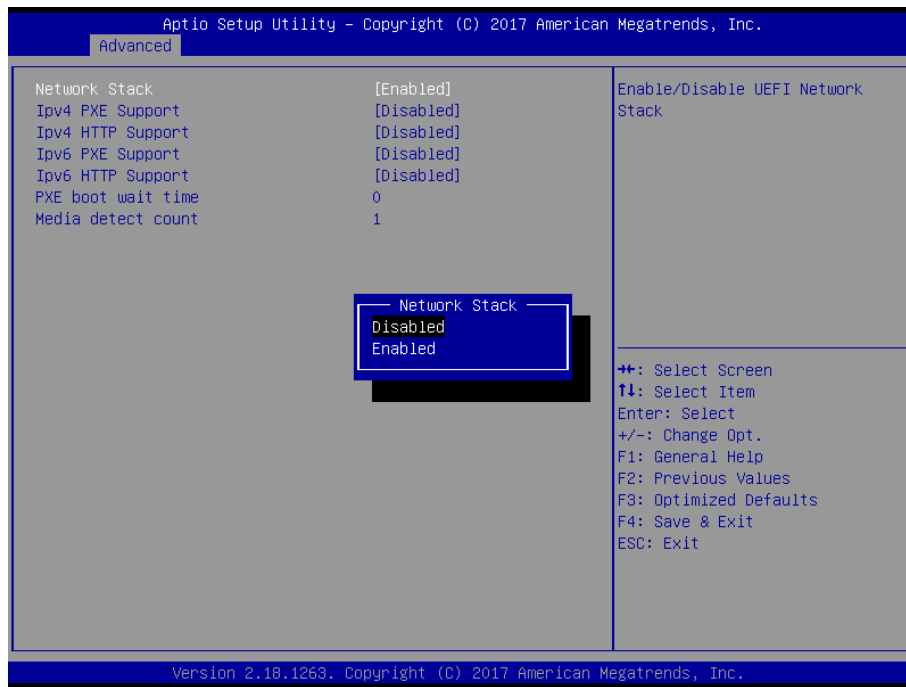 Aptio Setup Utility – Copyright (C) 2017 American Megatrends, Inc.
Advanced
Network Stack [Enabled]
Ipv4 PXE Support [Disabled]
Ipv4 HTTP Support [Disabled]
Ipv6 PXE Support [Disabled]
Ipv6 HTTP Support [Disabled]
PXE boot wait time 0
Media detect count 1
Network Stack
Disabled
Enabled
Enable/Disable UEFI Network
Stack
→←: Select Screen
↑↓: Select Item
Enter: Select
+/-: Change Opt.
F1: General Help
F2: Previous Values
F3: Optimized Defaults
F4: Save & Exit
ESC: Exit
Version 2.18.1263. Copyright (C) 2017 American Megatrends, Inc.